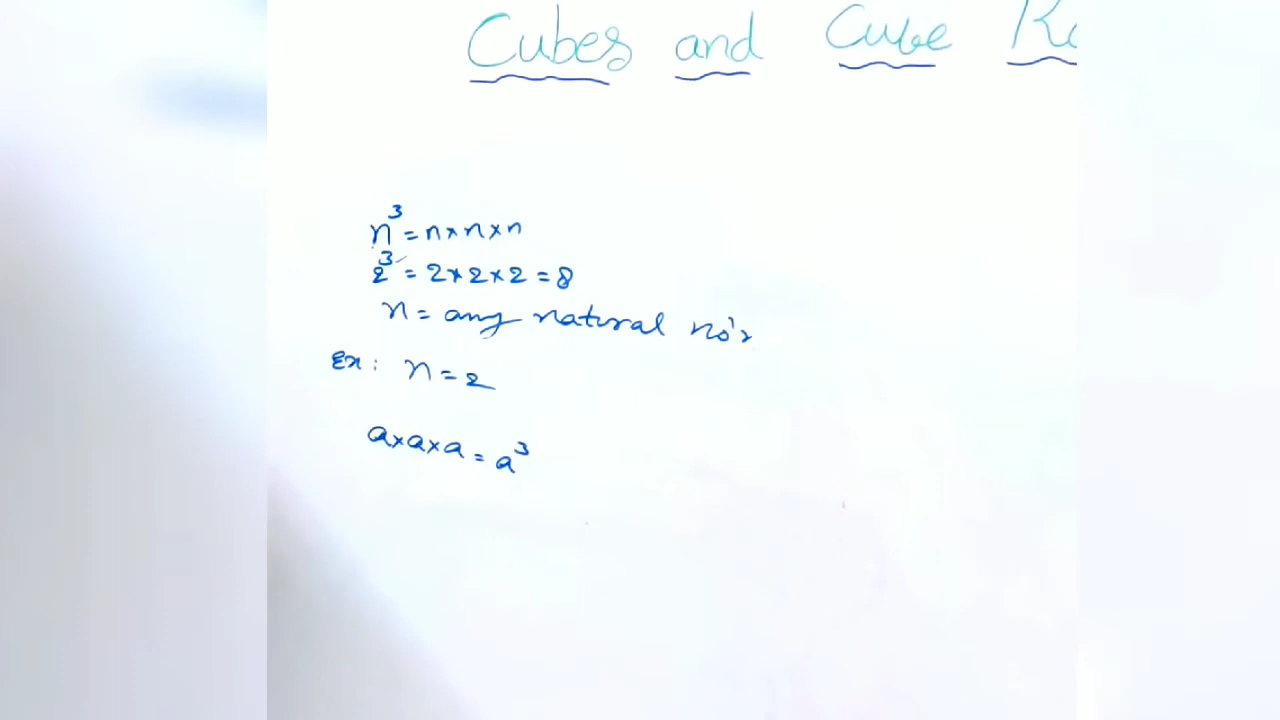 Cubes and Cube
n³ = n × n × n
2³ = 2 × 2 × 2 = 8
n = any natural no's
Ex : n = 2
a × a × a = a³